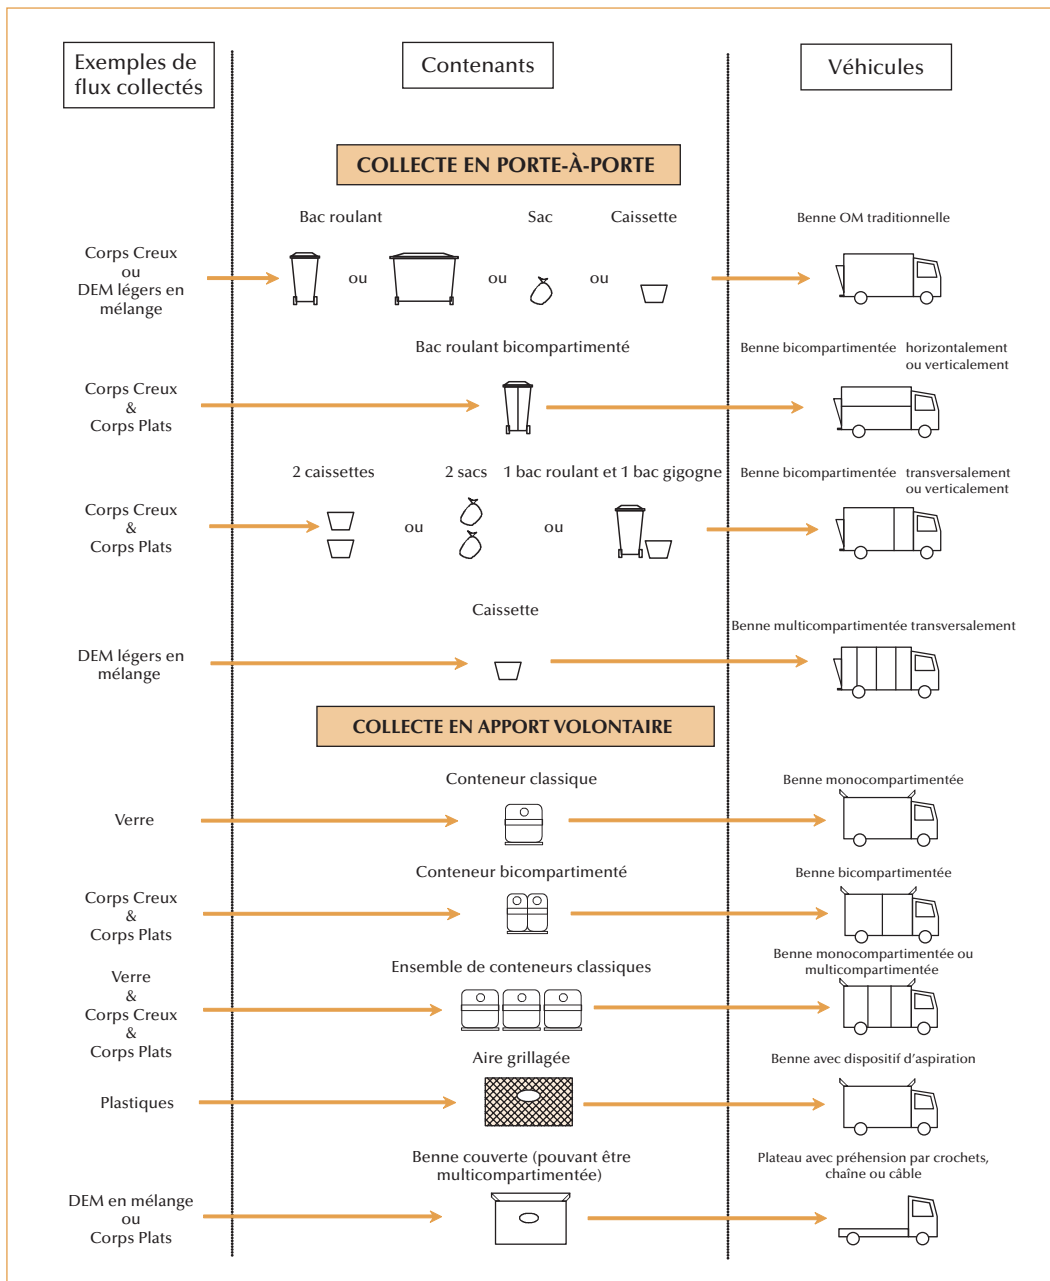 Exemples de
flux collectés
Contenants
Véhicules
COLLECTE EN PORTE-À-PORTE
Bac roulant
Sac
Caissette
Benne OM traditionnelle
Corps Creux
ou
DEM légers en
mélange
ou
ou
ou
Bac roulant bicompartimenté
Benne bicompartimentée horizontalement
ou verticalement
Corps Creux
&
Corps Plats
2 caissettes
2 sacs
1 bac roulant et 1 bac gigogne
Benne bicompartimentée transversalement
ou verticalement
Corps Creux
&
Corps Plats
ou
ou
Caissette
Benne multicompartimentée transversalement
DEM légers en
mélange
COLLECTE EN APPORT VOLONTAIRE
Conteneur classique
Benne monocompartimentée
Verre
Conteneur bicompartimenté
Benne bicompartimentée
Corps Creux
&
Corps Plats
Ensemble de conteneurs classiques
Benne monocompartimentée ou
multicompartimentée
Verre
&
Corps Creux
&
Corps Plats
Aire grillagée
Benne avec dispositif d'aspiration
Plastiques
Benne couverte (pouvant être
multicompartimentée)
Plateau avec préhension par crochets,
chaîne ou câble
DEM en mélange
ou
Corps Plats